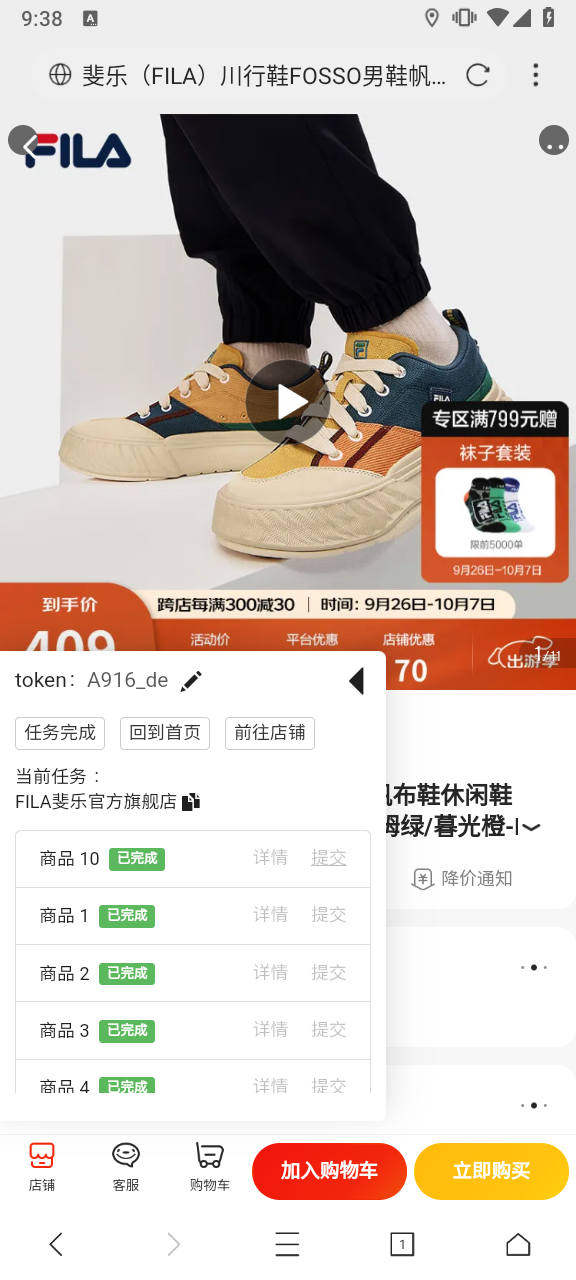 9:38
A
斐乐（FILA）川行鞋FOSSO男鞋帆...
FILA
FILA
专区满799元赠
袜子套装
限前5000单
9月26日-10月7日
到手价
跨店每满300减30 | 时间：9月26日-10月7日
409
活动价
平台优惠
店铺优惠
70
出游季
1/11
token： A916_de
任务完成
回到首页
前往店铺
当前任务：
FILA斐乐官方旗舰店
帆布鞋休闲鞋
姆绿/暮光橙-
降价通知
商品 10 已完成 详情 提交
商品 1 已完成 详情 提交
商品 2 已完成 详情 提交
商品 3 已完成 详情 提交
商品 4 已完成 详情 提交
店铺
客服
购物车
加入购物车
立即购买
1